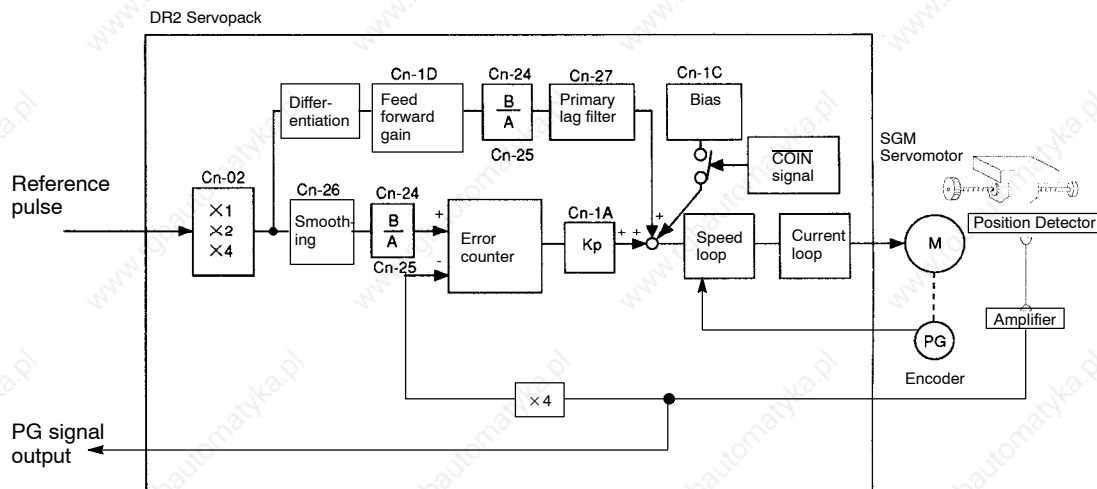 DR2 Servopack
Cn-1D
Cn-24
Cn-27
Cn-1C
Differ-
entiation
Feed
forward
gain
B
A
Primary
lag filter
Bias
Cn-25
COIN
signal
SGM
Servomotor
Reference
pulse
Cn-02
×1
×2
×4
Cn-26
Smooth-
ing
Cn-24
B
A
Cn-25
+
-
Error
counter
Cn-1A
Kp
+
+ +
Speed
loop
Current
loop
M
Position Detector
Amplifier
PG
Encoder
×4
PG signal
output
www.rgbautomatyka.pl